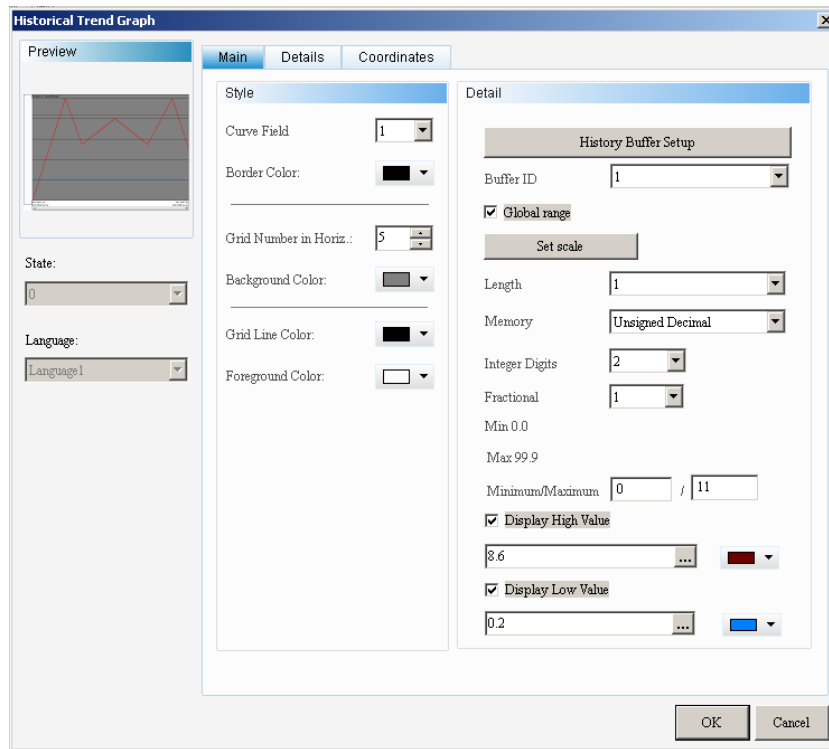 Historical Trend Graph
Preview
State:
0
Language:
Language1
Main Details Coordinates
Style
Curve Field 1
Border Color:
Grid Number in Horiz.: 5
Background Color:
Grid Line Color:
Foreground Color:
Detail
History Buffer Setup
Buffer ID 1
Global range
Set scale
Length 1
Memory Unsigned Decimal
Integer Digits 2
Fractional 1
Min 0.0
Max 99.9
Minimum/Maximum 0 / 11
Display High Value
8.6 ...
Display Low Value
0.2 ...
OK Cancel